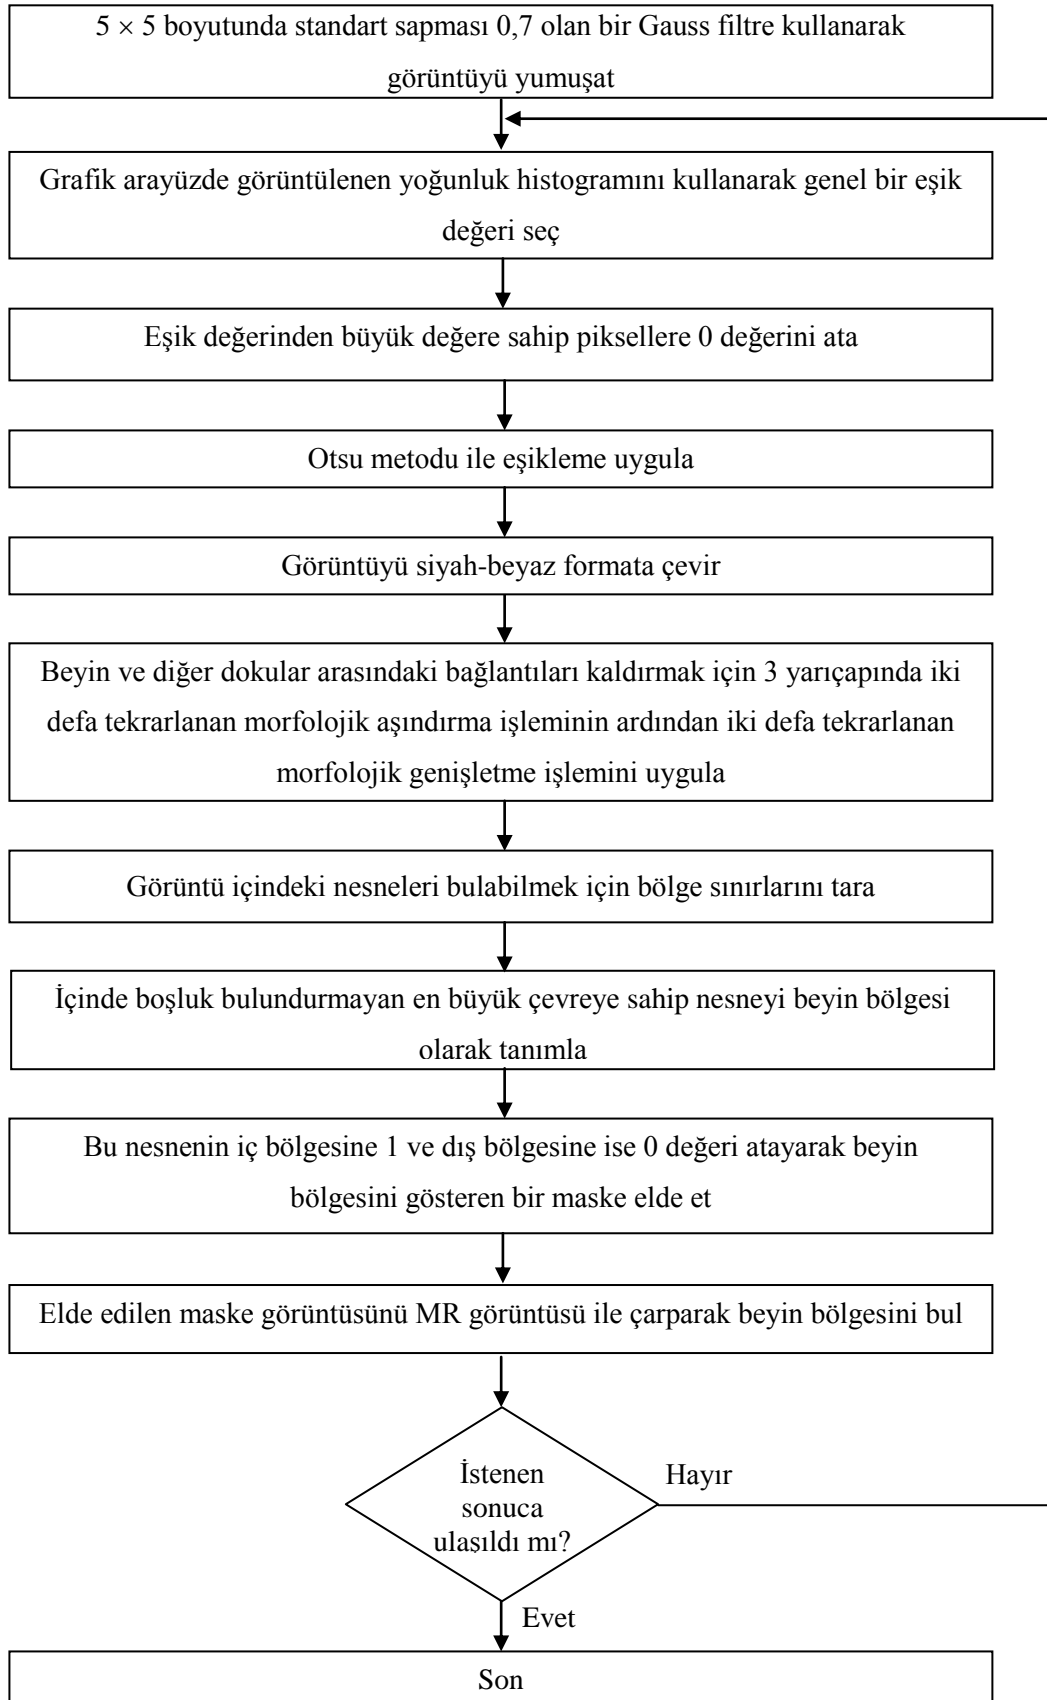 5 × 5 boyutunda standart sapması 0,7 olan bir Gauss filtre kullanarak
görüntüyü yumuşat
Grafik arayüzde görüntülenen yoğunluk histogramını kullanarak genel bir eşik
değeri seç
Eşik değerinden büyük değere sahip piksellere 0 değerini ata
Otsu metodu ile eşikleme uygula
Görüntüyü siyah-beyaz formata çevir
Beyin ve diğer dokular arasındaki bağlantıları kaldırmak için 3 yarıçapında iki
defa tekrarlanan morfolojik aşındırma işleminin ardından iki defa tekrarlanan
morfolojik genişletme işlemini uygula
Görüntü içindeki nesneleri bulabilmek için bölge sınırlarını tara
İçinde boşluk bulundurmayan en büyük çevreye sahip nesneyi beyin bölgesi
olarak tanımla
Bu nesnenin iç bölgesine 1 ve dış bölgesine ise 0 değeri atayarak beyin
bölgesini gösteren bir maske elde et
Elde edilen maske görüntüsünü MR görüntüsü ile çarparak beyin bölgesini bul
İstenen
sonuca
ulaşıldı mı?
Hayır
Evet
Son